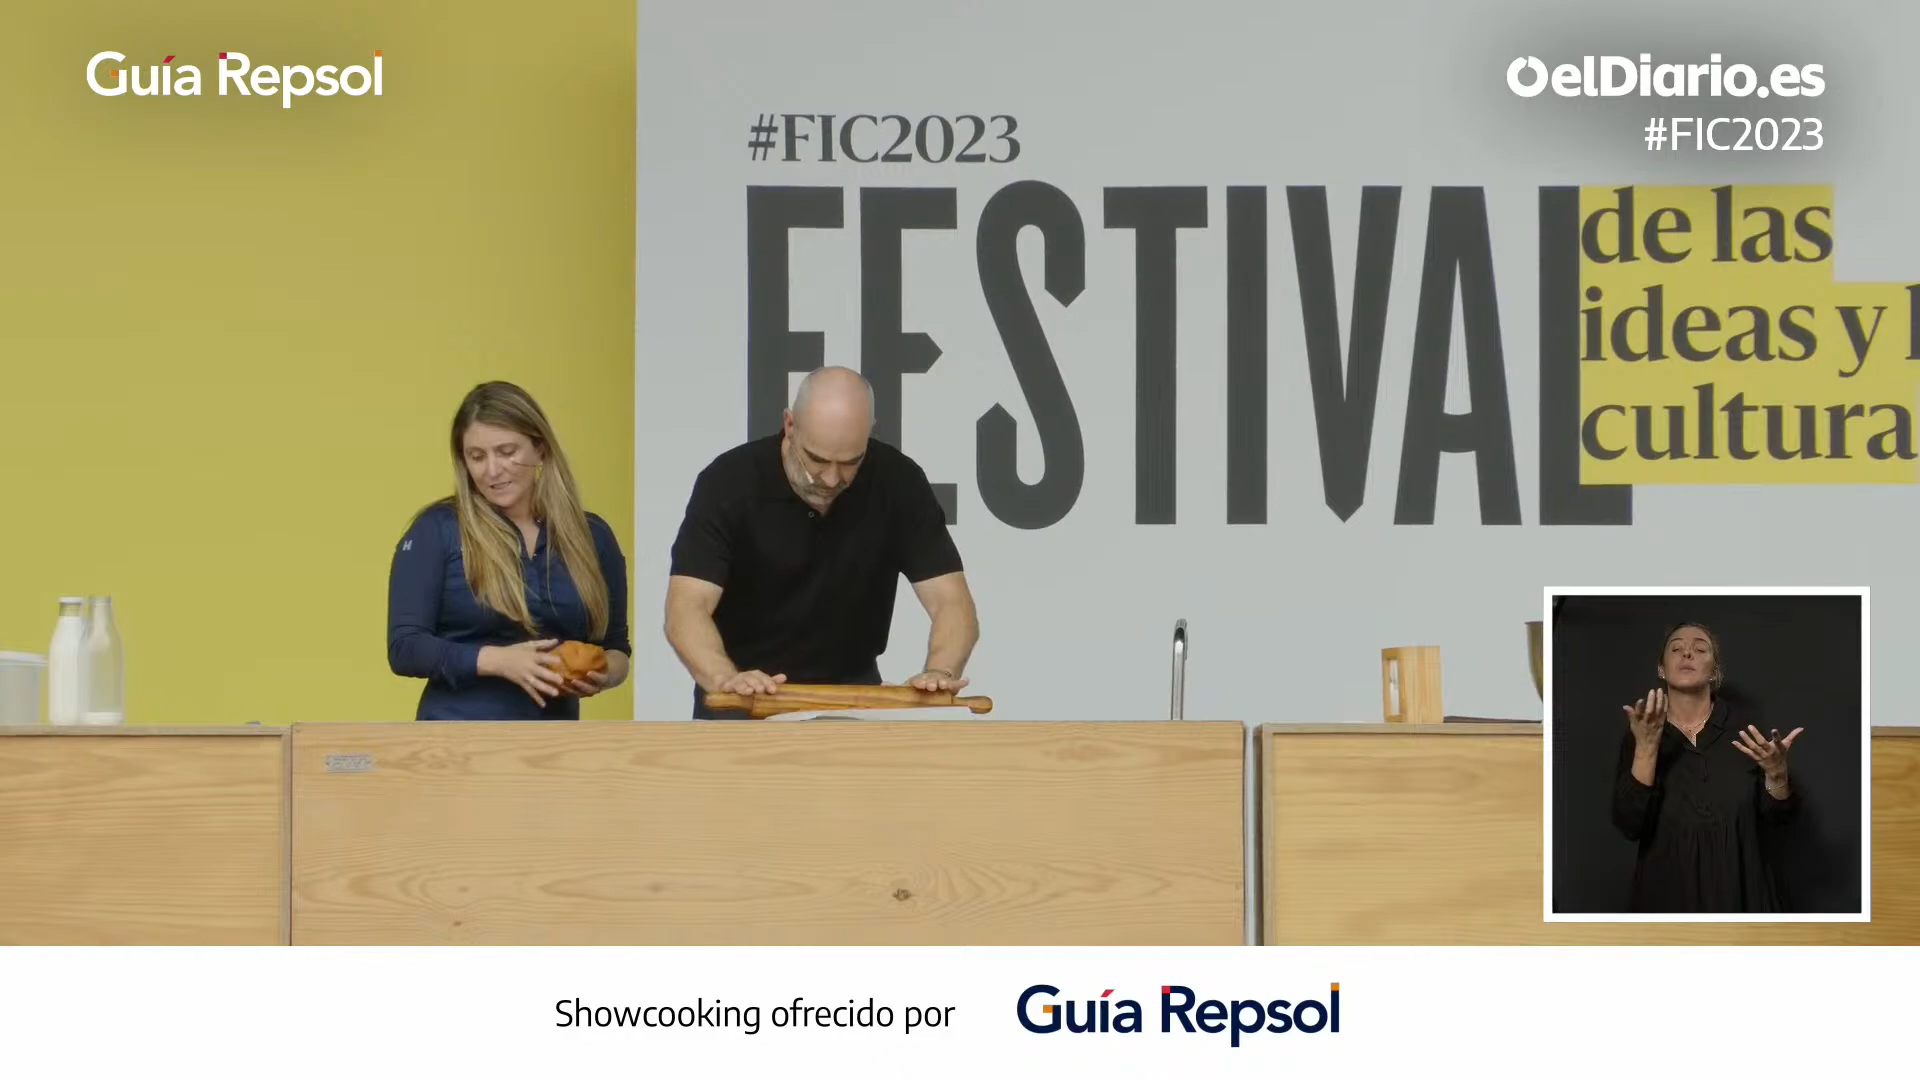 Guía Repsol
elDiario.es
#FIC2023
#FIC2023
FESTIVAL
de las
ideas y l
cultura
H
Showcooking ofrecido por
Guía Repsol